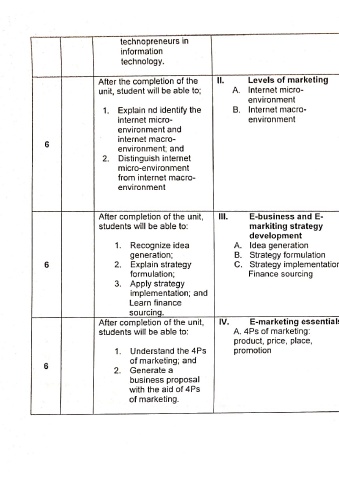 technopreneurs in
information
technology.
6
After the completion of the
unit, student will be able to;
1. Explain nd identify the
internet micro-
environment and
internet macro-
environment; and
2. Distinguish internet
micro-environment
from internet macro-
environment
II. Levels of marketing
A. Internet micro-
environment
B. Internet macro-
environment
6
After completion of the unit,
students will be able to:
1. Recognize idea
generation;
2. Explain strategy
formulation;
3. Apply strategy
implementation; and
Learn finance
sourcing.
III. E-business and E-
markiting strategy
development
A. Idea generation
B. Strategy formulation
C. Strategy implementation
Finance sourcing
6
After completion of the unit,
students will be able to:
1. Understand the 4Ps
of marketing; and
2. Generate a
business proposal
with the aid of 4Ps
of marketing.
IV. E-marketing essentials
A. 4Ps of marketing:
product, price, place,
promotion